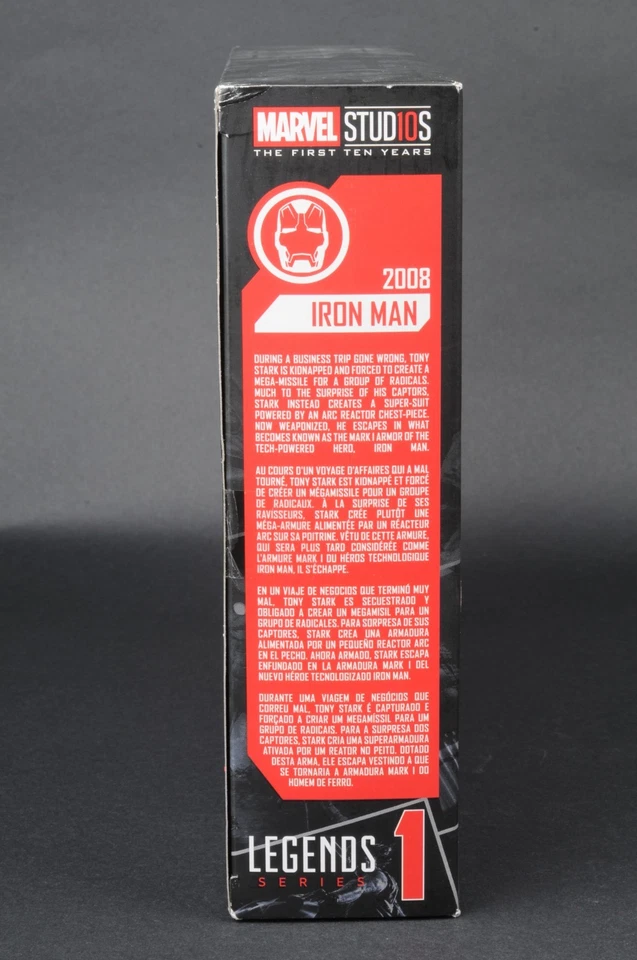 MARVEL STUD10S
THE FIRST TEN YEARS
2008
IRON MAN
DURING A BUSINESS TRIP GONE WRONG, TONY
STARK IS KIDNAPPED AND FORCED TO CREATE A
MEGA-MISSILE FOR A GROUP OF RADICALS.
MUCH TO THE SURPRISE OF HIS CAPTORS,
STARK INSTEAD CREATES A SUPER-SUIT
POWERED BY AN ARC REACTOR CHEST-PIECE.
NOW WEAPONIZED, HE ESCAPES IN WHAT
BECOMES KNOWN AS THE MARK I ARMOR OF THE
TECH-POWERED HERO, IRON MAN.
AU COURS D'UN VOYAGE D'AFFAIRES QUI A MAL
TOURNÉ, TONY STARK EST KIDNAPPÉ ET FORCÉ
DE CRÉER UN MÉGAMISSILE POUR UN GROUPE
DE RADICAUX. À LA SURPRISE DE SES
RAVISSEURS, STARK CRÉE PLUTÔT UNE
MÉGA-ARMURE ALIMENTÉE PAR UN RÉACTEUR
ARC SUR SA POITRINE. VÊTU DE CETTE ARMURE,
QUI SERA PLUS TARD CONSIDÉRÉE COMME
L'ARMURE MARK I DU HÉROS TECHNOLOGIQUE
IRON MAN, IL S'ÉCHAPPE.
EN UN VIAJE DE NEGOCIOS QUE TERMINÓ MUY
MAL, TONY STARK ES SECUESTRADO Y
OBLIGADO A CREAR UN MEGAMISIL PARA UN
GRUPO DE RADICALES. PARA SORPRESA DE SUS
CAPTORES, STARK CREA UNA ARMADURA
ALIMENTADA POR UN PEQUEÑO REACTOR ARC
EN EL PECHO. AHORA ARMADO, STARK ESCAPA
ENFUNDADO EN LA ARMADURA MARK I DEL
NUEVO HÉROE TECNOLOGIZADO IRON MAN.
DURANTE UMA VIAGEM DE NEGÓCIOS QUE
CORREU MAL, TONY STARK É CAPTURADO E
FORÇADO A CRIAR UM MEGAMÍSSIL PARA UM
GRUPO DE RADICAIS. PARA A SURPRESA DOS
CAPTORES, STARK CRIA UMA SUPERARMADURA
ATIVADA POR UM REATOR NO PEITO. DOTADO
DESTA ARMA, ELE ESCAPA VESTINDO A QUE
SE TORNARIA A ARMADURA MARK I DO
HOMEM DE FERRO.
LEGENDS 1
SERIES